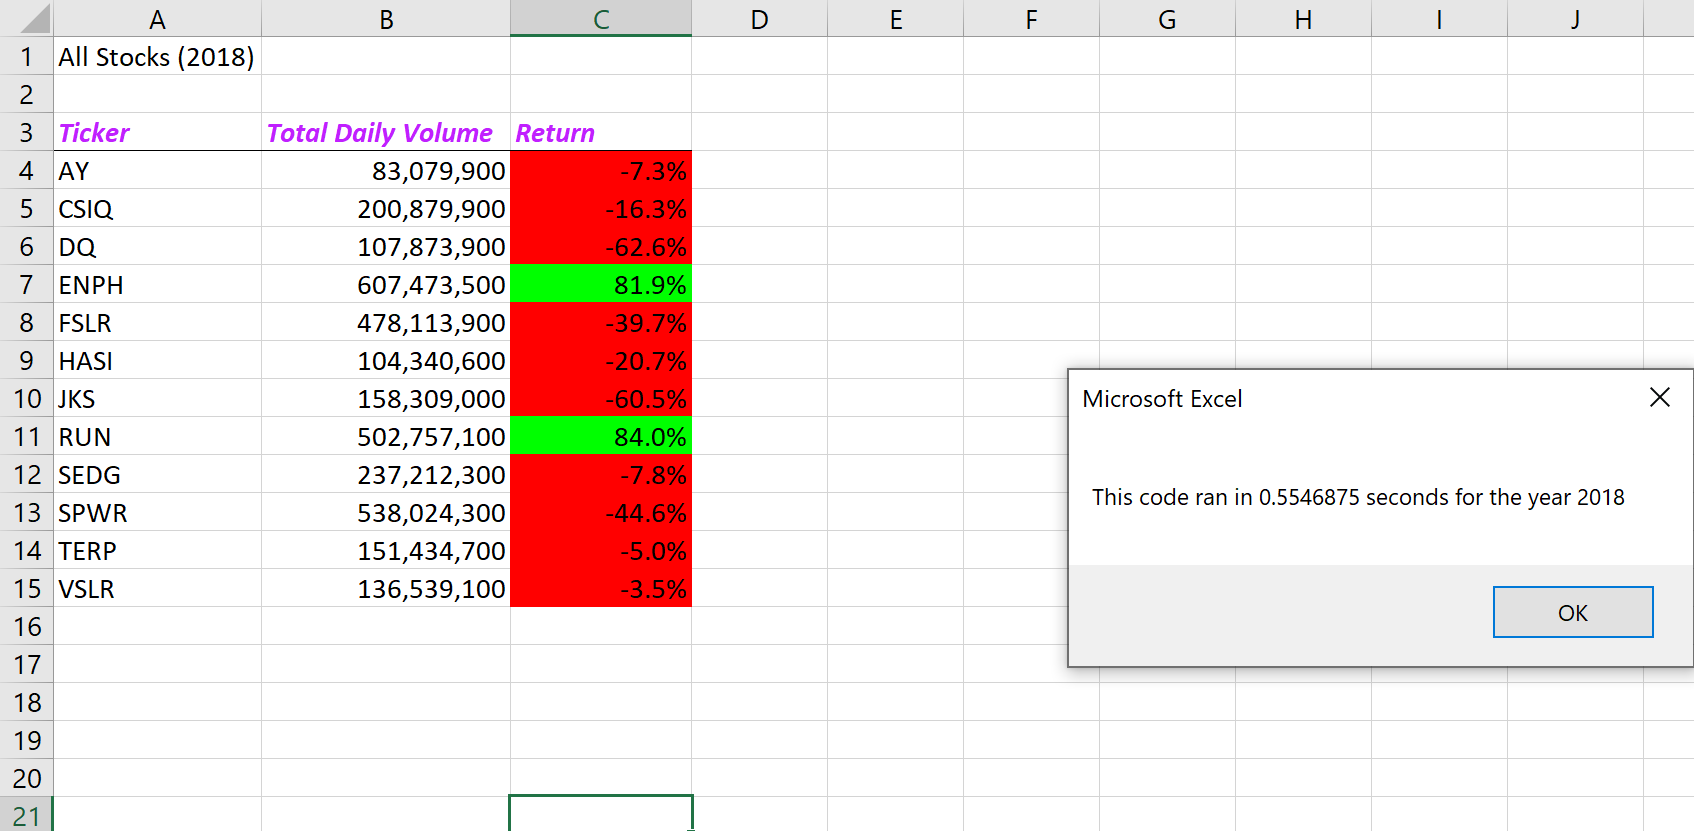 A B C D E F G H I J
1 All Stocks (2018)
2
3 Ticker Total Daily Volume Return
4 AY 83,079,900 -7.3%
5 CSIQ 200,879,900 -16.3%
6 DQ 107,873,900 -62.6%
7 ENPH 607,473,500 81.9%
8 FSLR 478,113,900 -39.7%
9 HASI 104,340,600 -20.7%
10 JKS 158,309,000 -60.5%
11 RUN 502,757,100 84.0%
12 SEDG 237,212,300 -7.8%
13 SPWR 538,024,300 -44.6%
14 TERP 151,434,700 -5.0%
15 VSLR 136,539,100 -3.5%
16
17
18
19
20
21
Microsoft Excel
This code ran in 0.5546875 seconds for the year 2018
OK